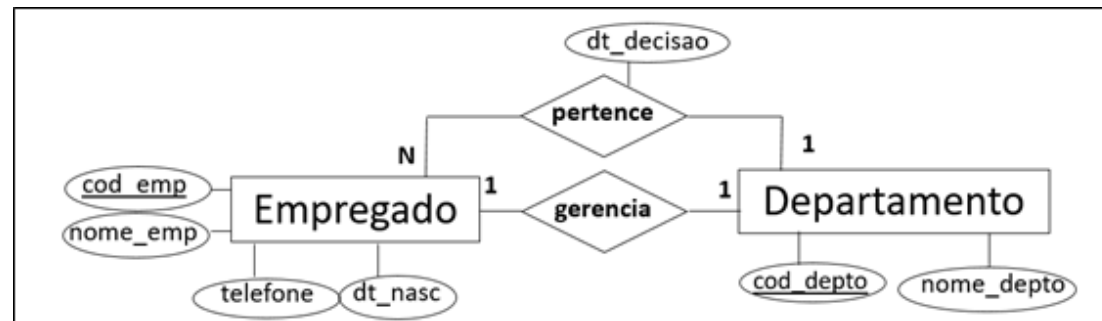 dt_decisao
pertence
N
1
cod_emp
Empregado
1
gerencia
1
Departamento
nome_emp
telefone
dt_nasc
cod_depto
nome_depto